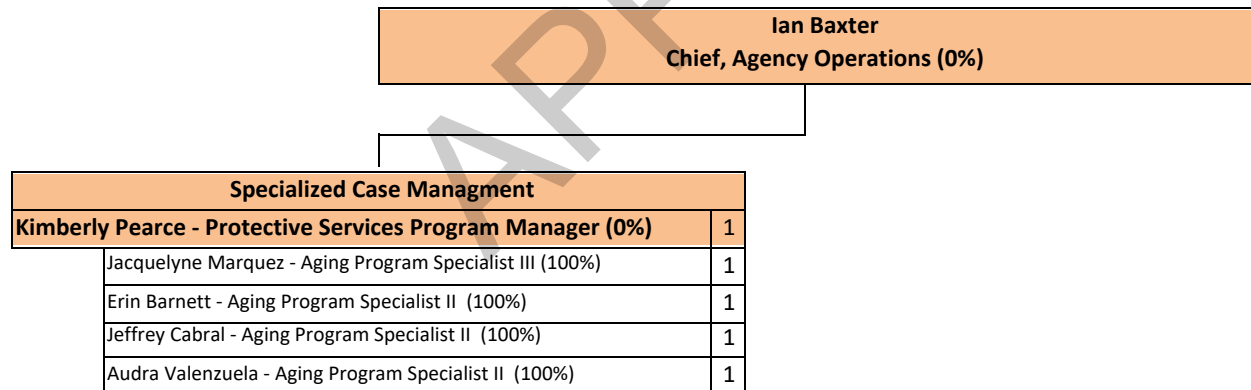 Ian Baxter
Chief, Agency Operations (0%)
Specialized Case Managment
Kimberly Pearce - Protective Services Program Manager (0%) 1
Jacquelyne Marquez - Aging Program Specialist III (100%) 1
Erin Barnett - Aging Program Specialist II (100%) 1
Jeffrey Cabral - Aging Program Specialist II (100%) 1
Audra Valenzuela - Aging Program Specialist II (100%) 1